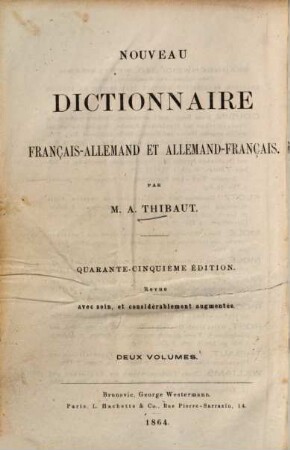 NOUVEAU
DICTIONNAIRE
FRANÇAIS-ALLEMAND ET ALLEMAND-FRANÇAIS.
PAR
M. A. THIBAUT.
QUARANTE-CINQUIÈME ÉDITION.
Revue
avec soin, et considérablement augmentée.
DEUX VOLUMES.
Brunsvic, George Westermann.
Paris, L. Hachette & Co., Rue Pierre-Sarrazin, 14.
1864.